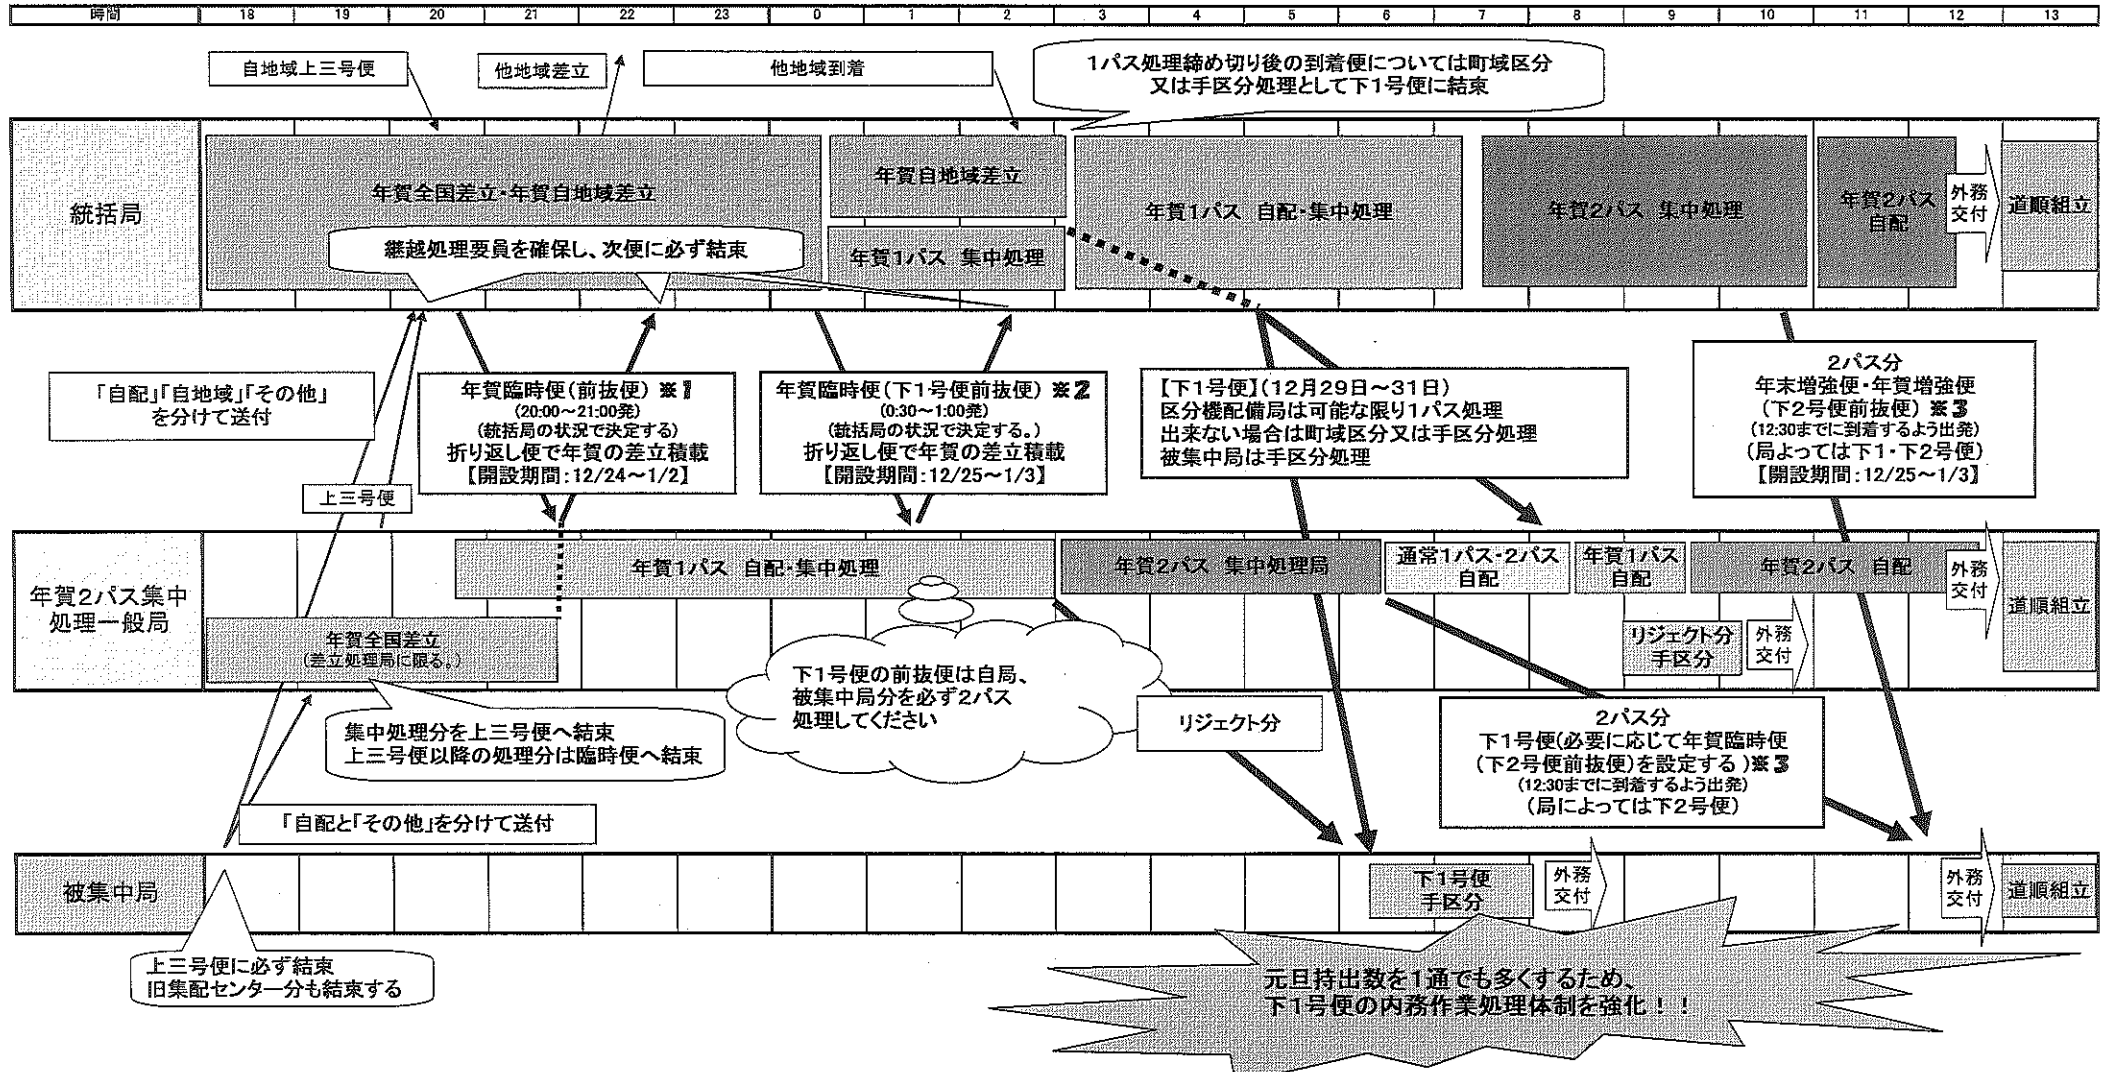 時間 18 19 20 21 22 23 0 1 2 3 4 5 6 7 8 9 10 11 12 13
自地域上三号便
他地域差立
他地域到着
1パス処理締め切り後の到着便については町域区分
又は手区分処理として下1号便に結束
統括局
年賀全国差立・年賀自地域差立
年賀自地域差立
年賀1パス 集中処理
年賀1パス 自配・集中処理
年賀2パス 集中処理
年賀2パス
自配
外務
交付
道順組立
継越処理要員を確保し、次便に必ず結束
「自配」「自地域」「その他」
を分けて送付
上三号便
年賀臨時便(前抜便) ※1
(20:00~21:00発)
(統括局の状況で決定する)
折り返し便で年賀の差立積載
【開設期間:12/24~1/2】
年賀臨時便(下1号便前抜便) ※2
(0:30~1:00発)
(統括局の状況で決定する。)
折り返し便で年賀の差立積載
【開設期間:12/25~1/3】
【下1号便】(12月29日~31日)
区分機配備局は可能な限り1パス処理
出来ない場合は町域区分又は手区分処理
被集中局は手区分処理
2パス分
年末増強便・年賀増強便
(下2号便前抜便) ※3
(12:30までに到着するよう出発)
(局よっては下1・下2号便)
【開設期間:12/25~1/3】
年賀2パス集中
処理一般局
年賀1パス 自配・集中処理
年賀2パス 集中処理局
通常1パス・2パス
自配
年賀1パス
自配
年賀2パス 自配
外務
交付
道順組立
年賀全国差立
(差立処理局に限る。)
リジェクト分
手区分
外務
交付
下1号便の前抜便は自局、
被集中局分を必ず2パス
処理してください
集中処理分を上三号便へ結束
上三号便以降の処理分は臨時便へ結束
リジェクト分
2パス分
下1号便(必要に応じて年賀臨時便
(下2号便前抜便)を設定する)※3
(12:30までに到着するよう出発)
(局によっては下2号便)
「自配と「その他」を分けて送付
被集中局
下1号便
手区分
外務
交付
外務
交付
道順組立
上三号便に必ず結束
旧集配センター分も結束する
元旦持出数を1通でも多くするため、
下1号便の内務作業処理体制を強化!!